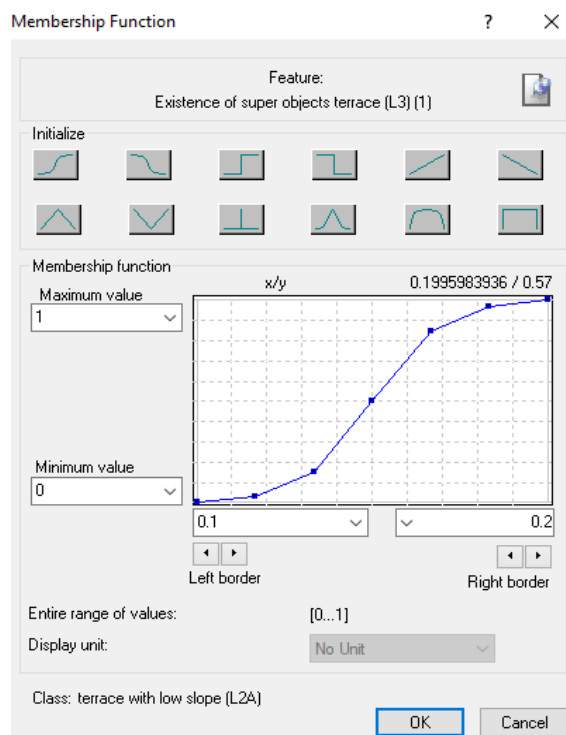 Membership Function ?
Feature:
Existence of super objects terrace (L3) (1)
Initialize
Membership function
x/y 0.1995983936 / 0.57
Maximum value
1
Minimum value
0
0.1 0.2
Left border Right border
Entire range of values: [0...1]
Display unit: No Unit
Class: terrace with low slope (L2A)
OK Cancel